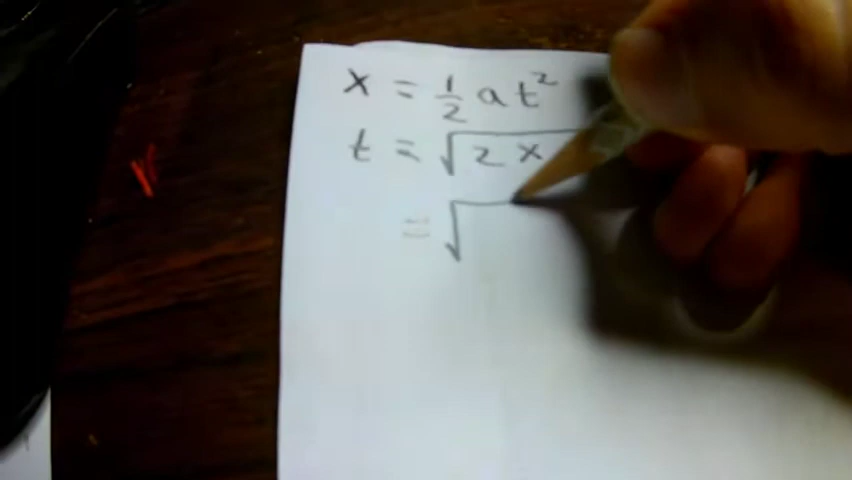 x = 1/2 at²
t = √2x
= √